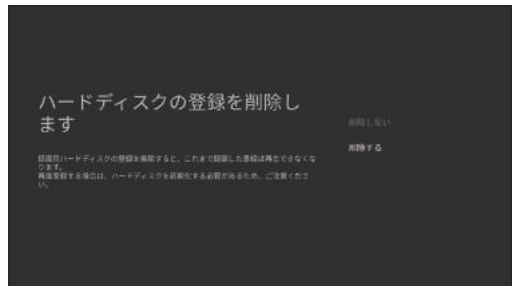 ハードディスクの登録を削除し
ます
削除しない
削除する
録画用ハードディスクの登録を削除すると、これまで録画した番組は再生できなくな
ります。
再度登録する場合は、ハードディスクを初期化する必要があるため、ご注意くださ
い。